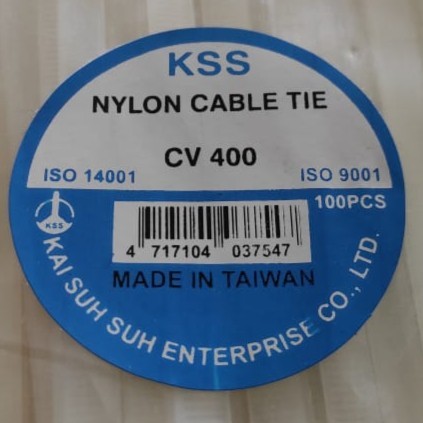 KSS
NYLON CABLE TIE
CV 400
ISO 14001
ISO 9001
100PCS
KSS
4 717104 037547
MADE IN TAIWAN
KAI SUH SUH ENTERPRISE CO., LTD.